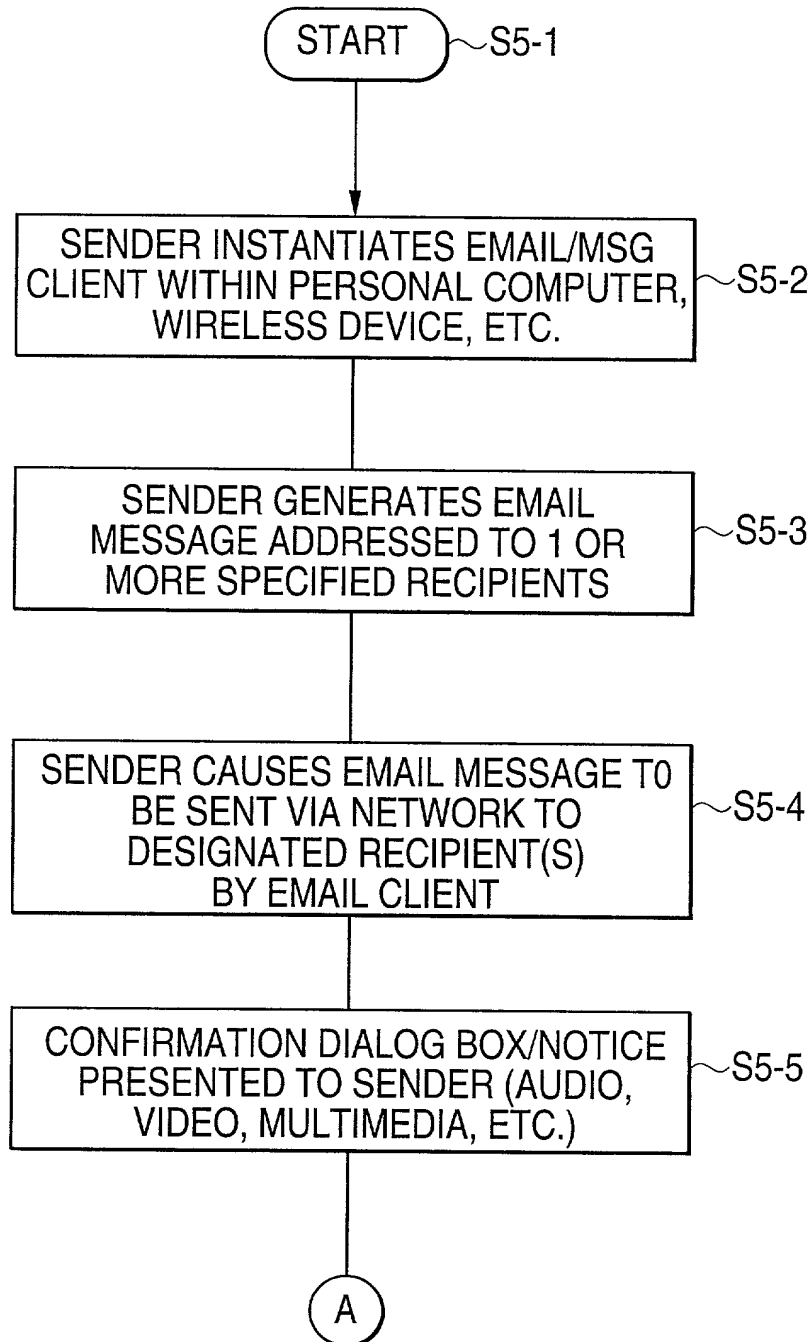 START
S5-1
SENDER INSTANTIATES EMAIL/MSG
CLIENT WITHIN PERSONAL COMPUTER,
WIRELESS DEVICE, ETC.
S5-2
SENDER GENERATES EMAIL
MESSAGE ADDRESSED TO 1 OR
MORE SPECIFIED RECIPIENTS
S5-3
SENDER CAUSES EMAIL MESSAGE T0
BE SENT VIA NETWORK TO
DESIGNATED RECIPIENT(S)
BY EMAIL CLIENT
S5-4
CONFIRMATION DIALOG BOX/NOTICE
PRESENTED TO SENDER (AUDIO,
VIDEO, MULTIMEDIA, ETC.)
S5-5
A